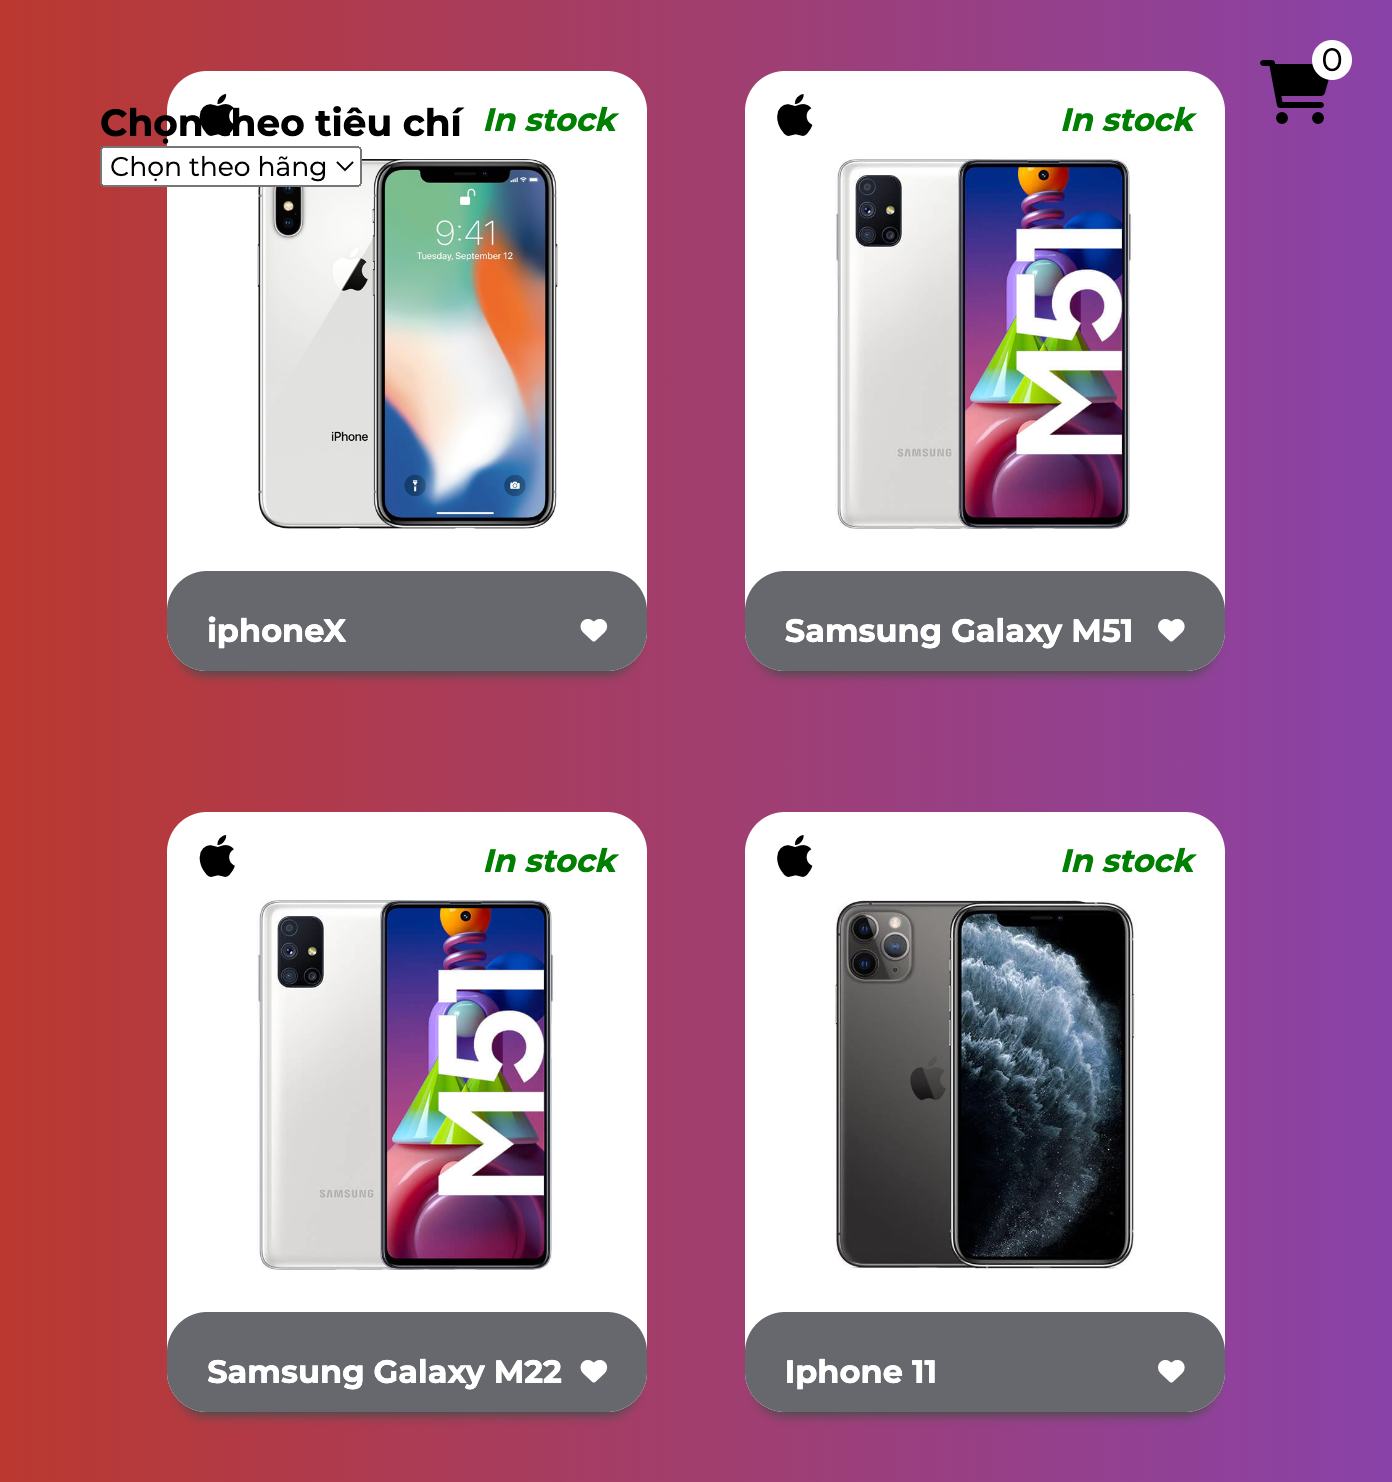 0
Chọn theo tiêu chí
Chọn theo hãng
In stock
9:41
Tuesday, September 12
iPhone
iphoneX
In stock
M51
SAMSUNG
Samsung Galaxy M51
In stock
M51
SAMSUNG
Samsung Galaxy M22
In stock
Iphone 11